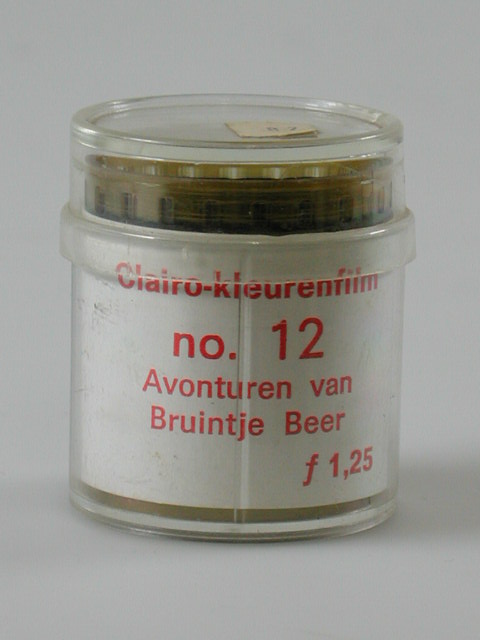 Clairo-kleurenfilm
no. 12
Avonturen van
Bruintje Beer
ƒ 1,25